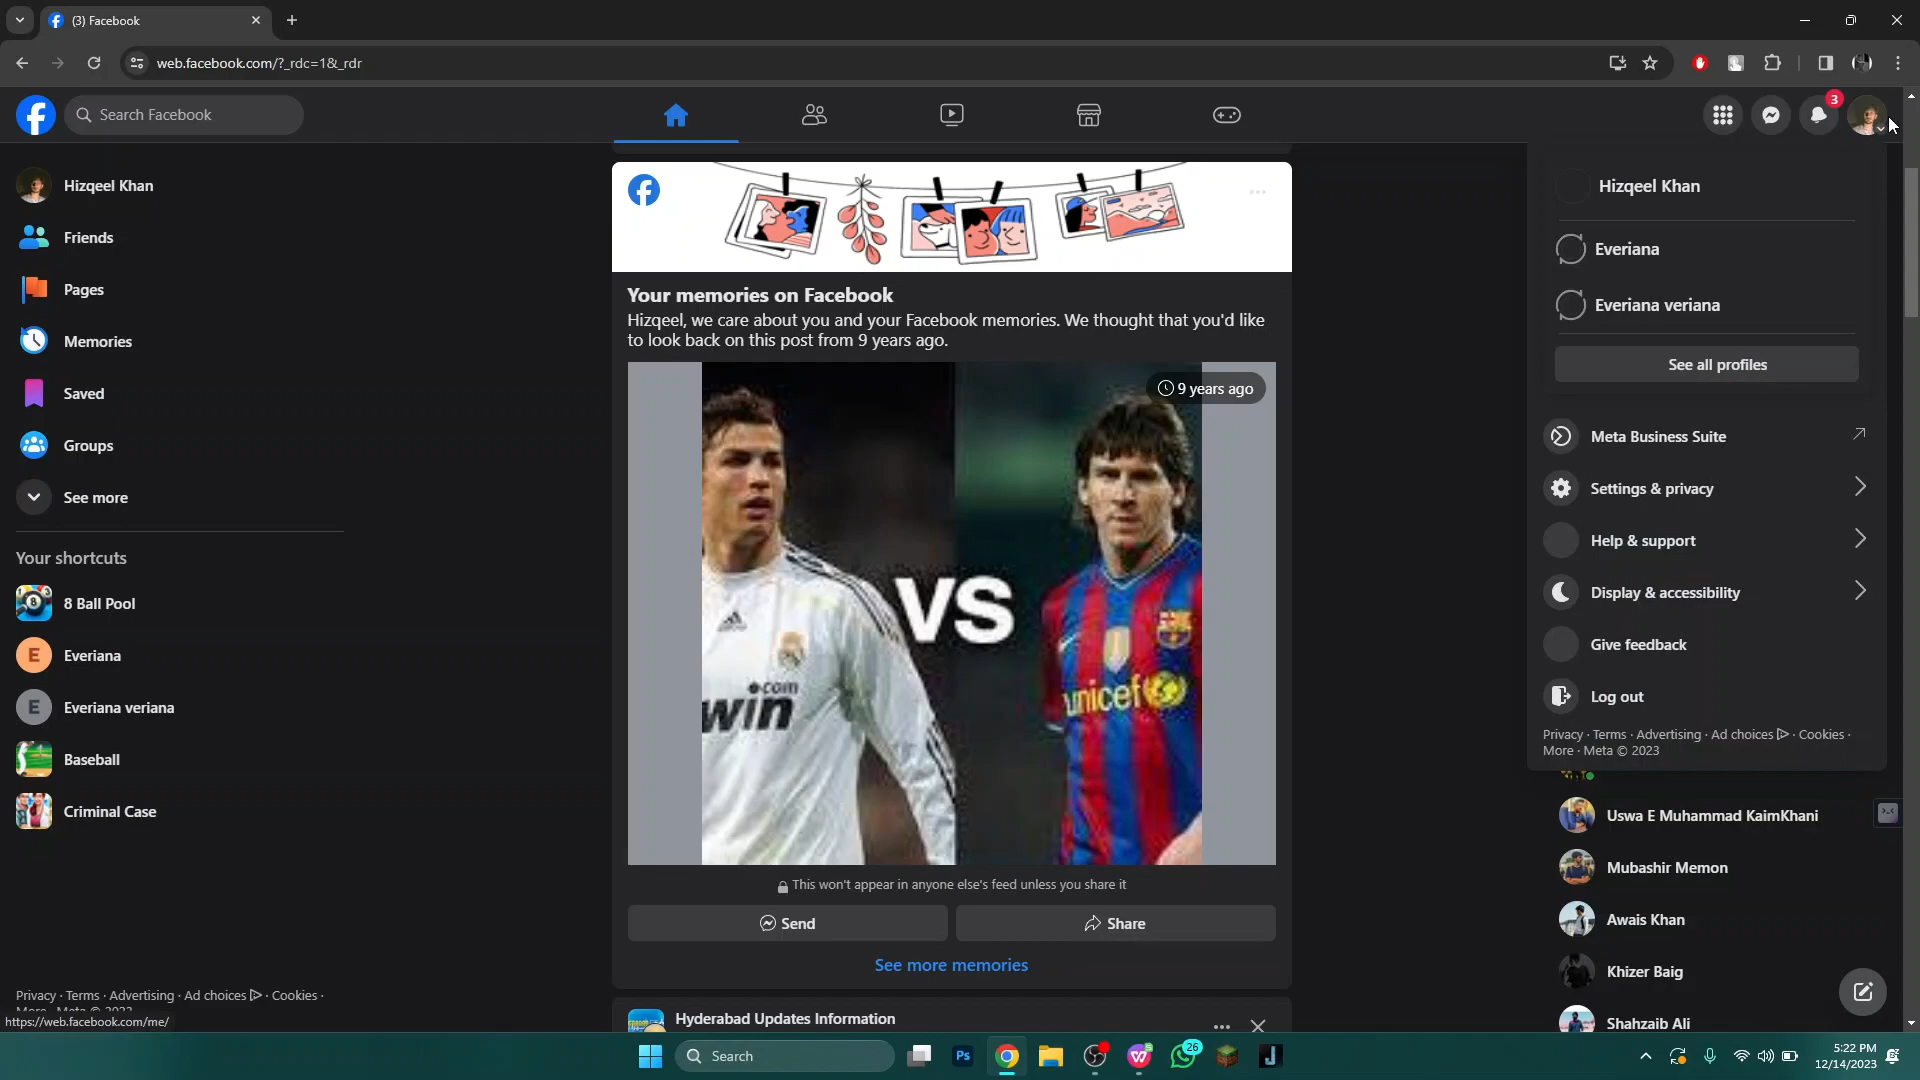 (3) Facebook
web.facebook.com/?_rdc=1&_rdr
Search Facebook
3
Hizqeel Khan
Friends
Pages
Memories
Saved
Groups
See more
Your shortcuts
8 Ball Pool
E Everiana
E Everiana veriana
Baseball
Criminal Case
Privacy · Terms · Advertising · Ad choices · Cookies ·
More · Meta © 2023
https://web.facebook.com/me/
Your memories on Facebook
Hizqeel, we care about you and your Facebook memories. We thought that you'd like
to look back on this post from 9 years ago.
9 years ago
VS
.com
win
unicef
This won't appear in anyone else's feed unless you share it
Send
Share
See more memories
Hyderabad Updates Information
Hizqeel Khan
Everiana
Everiana veriana
See all profiles
Meta Business Suite
Settings & privacy
Help & support
Display & accessibility
Give feedback
Log out
Privacy · Terms · Advertising · Ad choices · Cookies ·
More · Meta © 2023
Uswa E Muhammad KaimKhani
Mubashir Memon
Awais Khan
Khizer Baig
Shahzaib Ali
Search
Ps
26
5:22 PM
12/14/2023